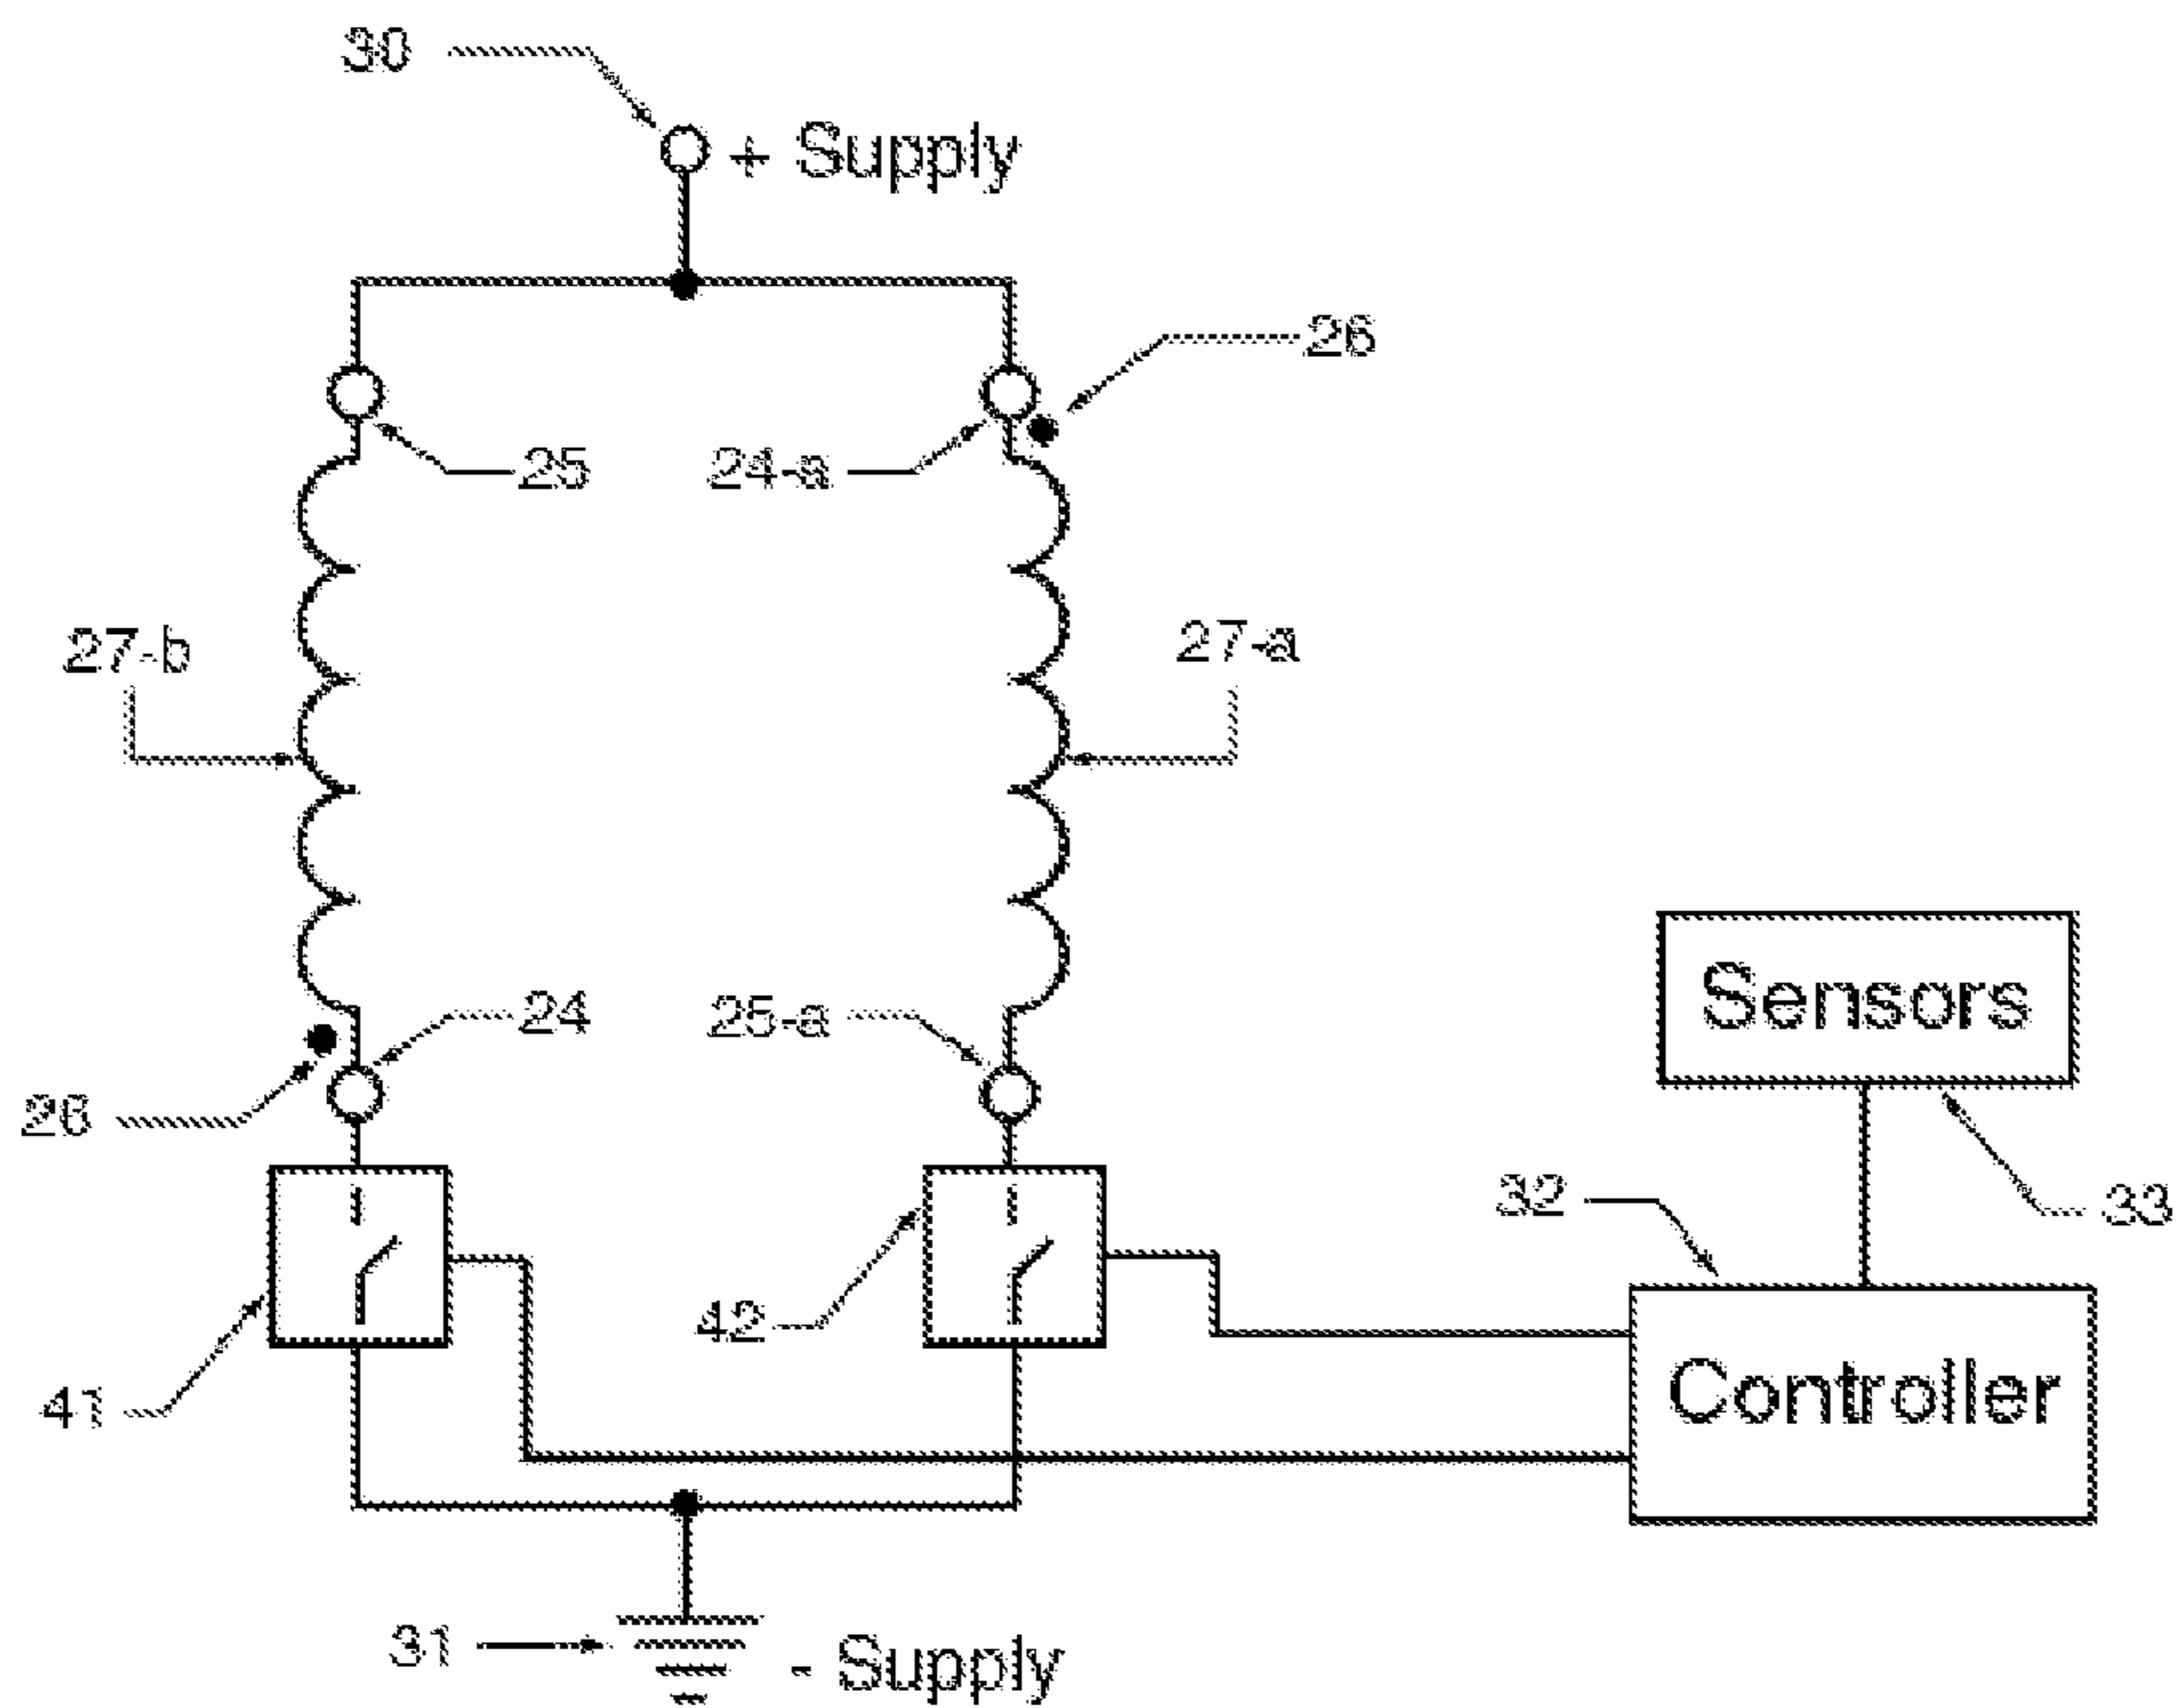 30
+ Supply
26
25
24-a
27-b
27-a
24
25-a
Sensors
26
32
33
42
41
Controller
31
- Supply